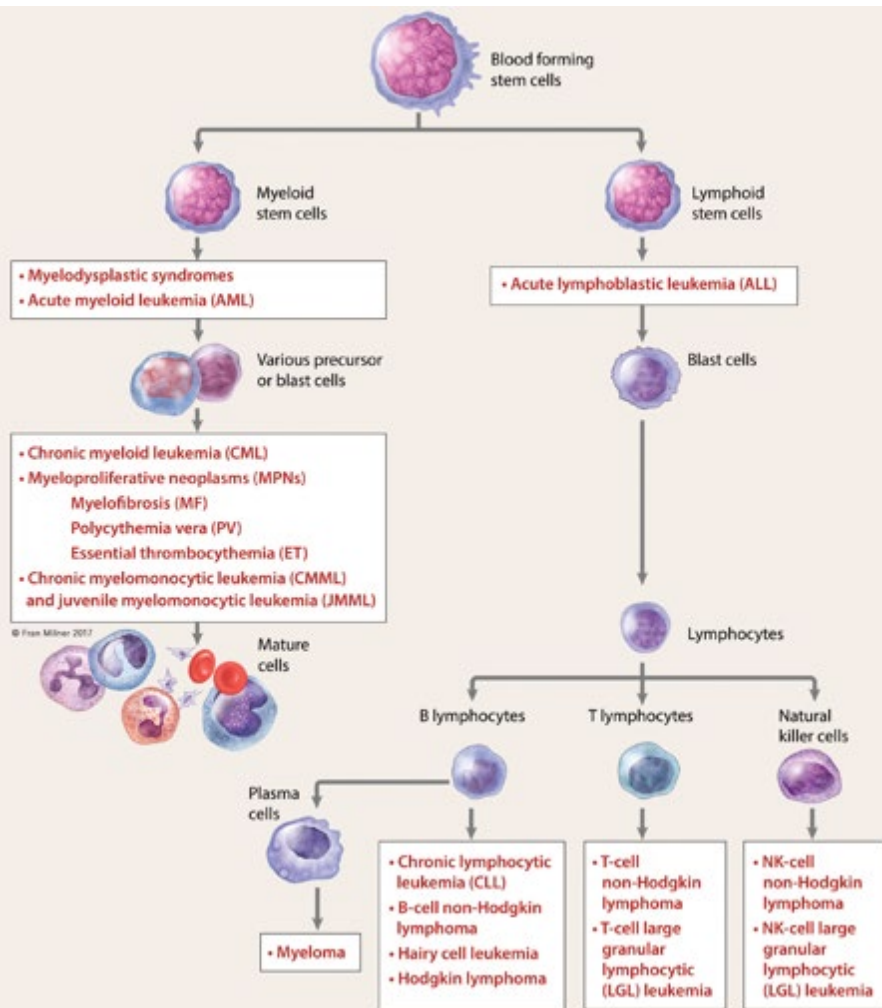 Blood forming
stem cells
Myeloid
stem cells
Lymphoid
stem cells
• Myelodysplastic syndromes
• Acute myeloid leukemia (AML)
• Acute lymphoblastic leukemia (ALL)
Various precursor
or blast cells
Blast cells
• Chronic myeloid leukemia (CML)
• Myeloproliferative neoplasms (MPNs)
Myelofibrosis (MF)
Polycythemia vera (PV)
Essential thrombocythemia (ET)
• Chronic myelomonocytic leukemia (CMML)
and juvenile myelomonocytic leukemia (JMML)
© Fran Milner 2017
Mature
cells
Lymphocytes
B lymphocytes
T lymphocytes
Natural
killer cells
Plasma
cells
• Myeloma
• Chronic lymphocytic
leukemia (CLL)
• B-cell non-Hodgkin
lymphoma
• Hairy cell leukemia
• Hodgkin lymphoma
• T-cell
non-Hodgkin
lymphoma
• T-cell large
granular
lymphocytic
(LGL) leukemia
• NK-cell
non-Hodgkin
lymphoma
• NK-cell large
granular
lymphocytic
(LGL) leukemia